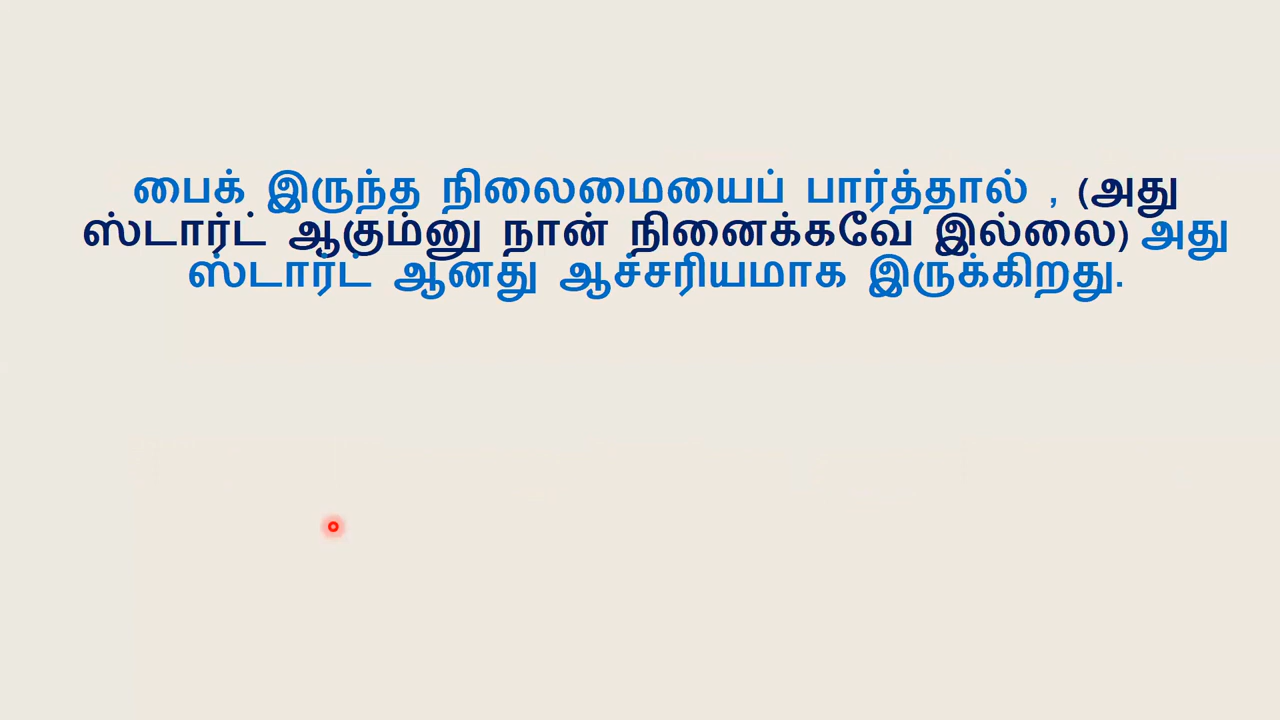 பைக் இருந்த நிலைமையைப் பார்த்தால் , (அது
ஸ்டார்ட் ஆகும்னு நான் நினைக்கவே இல்லை) அது
ஸ்டார்ட் ஆனது ஆச்சரியமாக இருக்கிறது.